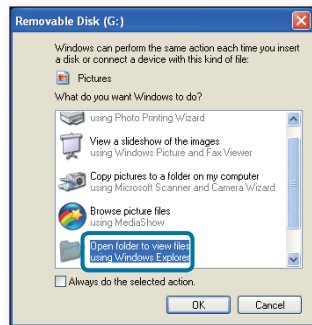 Removable Disk (G:)
Windows can perform the same action each time you insert
a disk or connect a device with this kind of file:
Pictures
What do you want Windows to do?
using Photo Printing Wizard
View a slideshow of the images
using Windows Picture and Fax Viewer
Copy pictures to a folder on my computer
using Microsoft Scanner and Camera Wizard
Browse picture files
using MediaShow
Open folder to view files
using Windows Explorer
Always do the selected action.
OK
Cancel